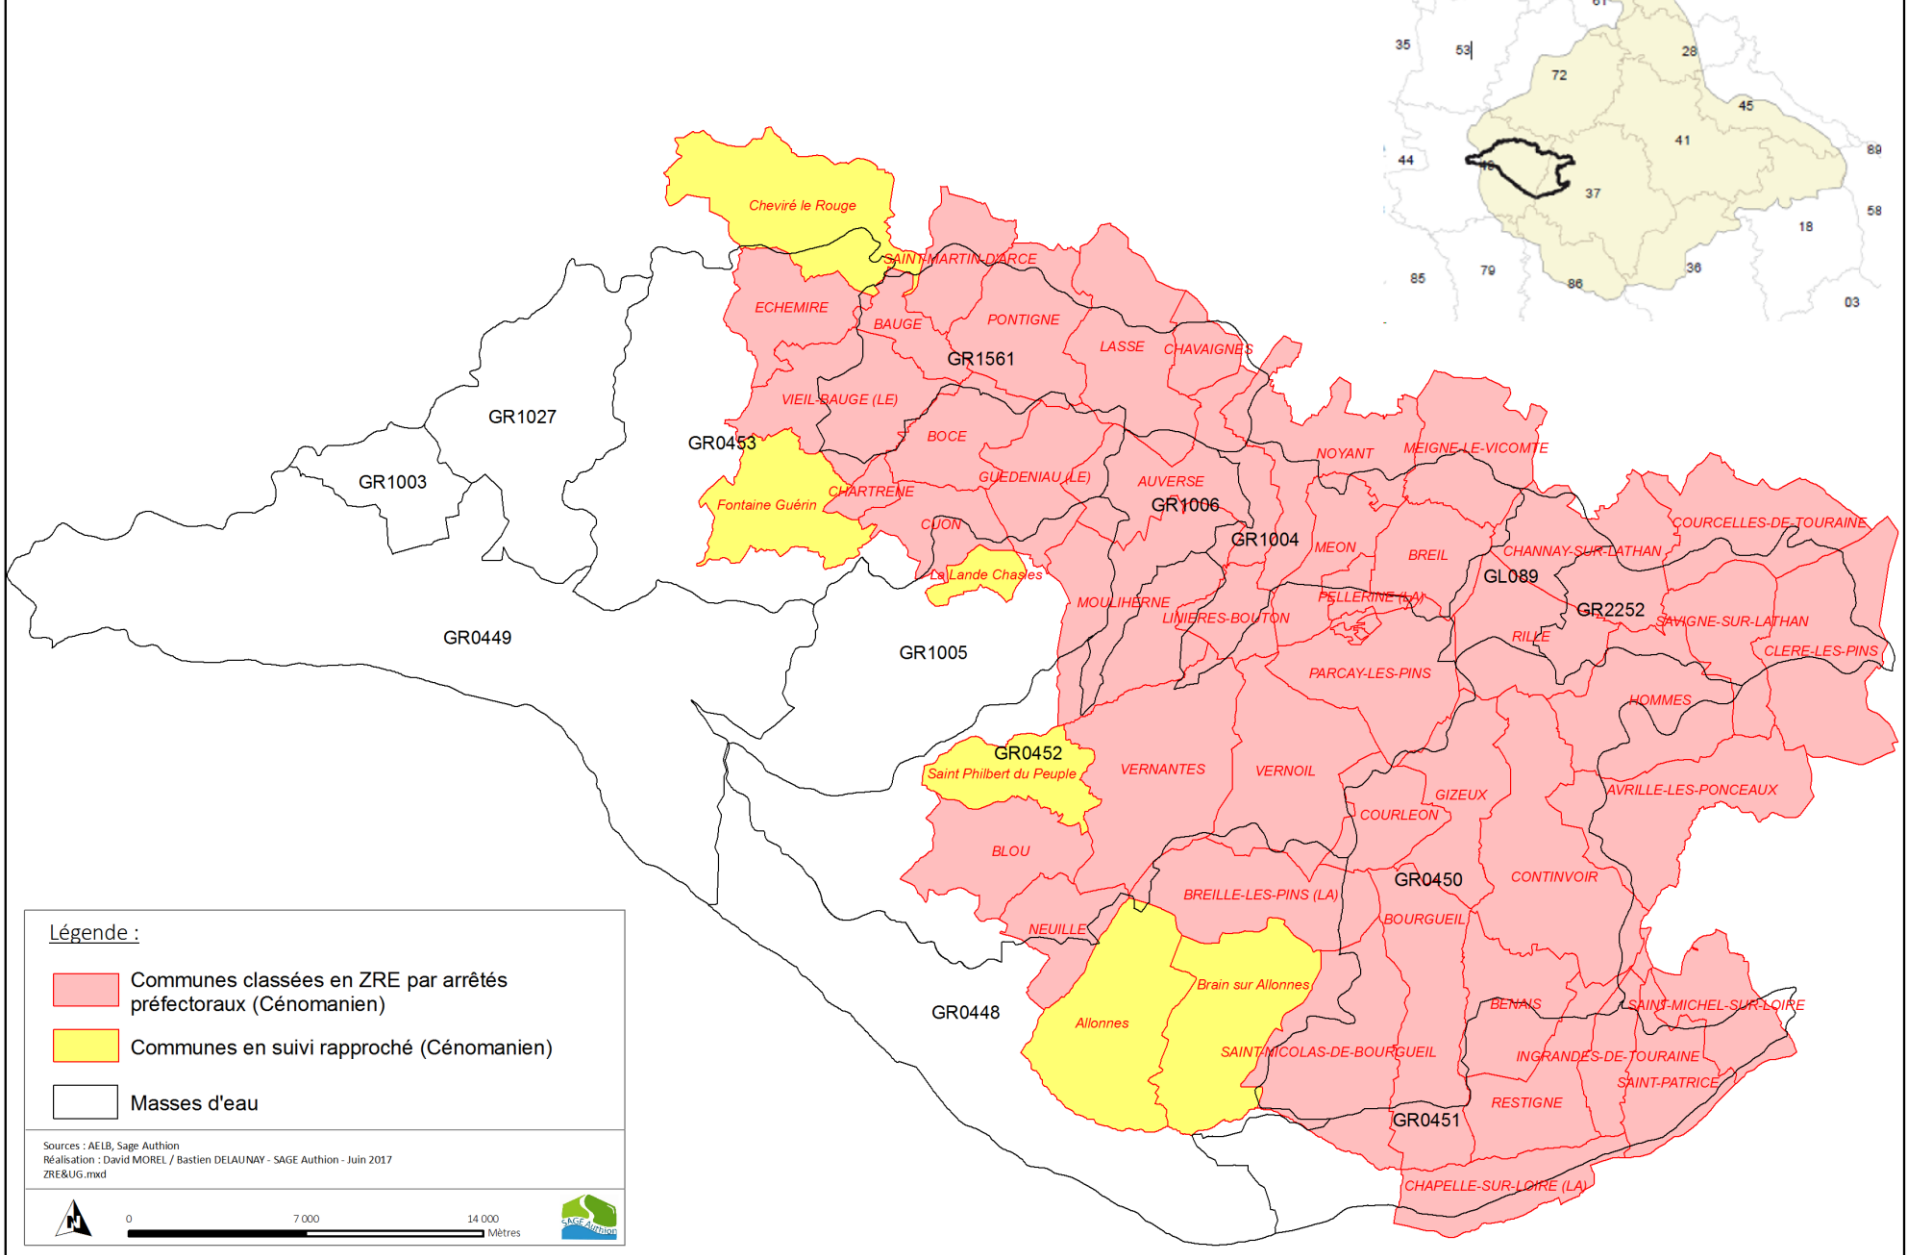 61
35
53
28
72
45
41
44
89
49
37
58
18
85
79
36
86
03
Cheviré le Rouge
SAINT-MARTIN-D'ARCE
ECHEMIRE
BAUGE
PONTIGNE
LASSE
CHAVAIGNES
GR1561
VIEIL-BAUGE (LE)
GR1027
GR0453
BOCE
NOYANT
MEIGNE-LE-VICOMTE
GR1003
GUEDENIAU (LE)
AUVERSE
CHARTRENE
Fontaine Guérin
GR1006
CUON
COURCELLES-DE-TOURAINE
GR1004
MEON
BREIL
CHANNAY-SUR-LATHAN
La Lande Chasles
GL089
MOULIHERNE
PELLERINE (LA)
GR2252
LINIERES-BOUTON
SAVIGNE-SUR-LATHAN
GR0449
RILLE
GR1005
CLERE-LES-PINS
PARCAY-LES-PINS
HOMMES
GR0452
Saint Philbert du Peuple
VERNANTES
VERNOIL
GIZEUX
AVRILLE-LES-PONCEAUX
COURLEON
BLOU
CONTINVOIR
GR0450
BREILLE-LES-PINS (LA)
BOURGUEIL
NEUILLE
Brain sur Allonnes
GR0448
BENAIS
SAINT-MICHEL-SUR-LOIRE
Allonnes
SAINT-NICOLAS-DE-BOURGUEIL
INGRANDES-DE-TOURAINE
SAINT-PATRICE
RESTIGNE
GR0451
CHAPELLE-SUR-LOIRE (LA)
Légende :
Communes classées en ZRE par arrêtés
préfectoraux (Cénomanien)
Communes en suivi rapproché (Cénomanien)
Masses d'eau
Sources : AELB, Sage Authion
Réalisation : David MOREL / Bastien DELAUNAY - SAGE Authion - Juin 2017
ZRE&UG.mxd
N
0
7 000
14 000
Mètres
SAGE Authion